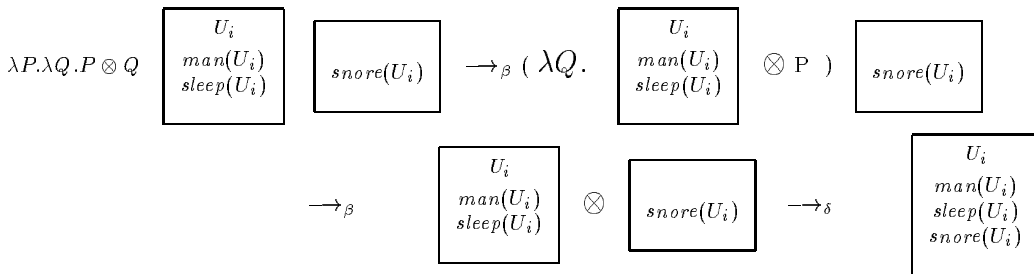 U_i U_i
λP.λQ.P ⊗ Q man(U_i) snore(U_i) ⟶_β ( λQ. man(U_i) ⊗ P ) snore(U_i)
sleep(U_i) sleep(U_i)
U_i U_i
⟶_β man(U_i) ⊗ snore(U_i) ⟶_δ man(U_i)
sleep(U_i) sleep(U_i)
snore(U_i)